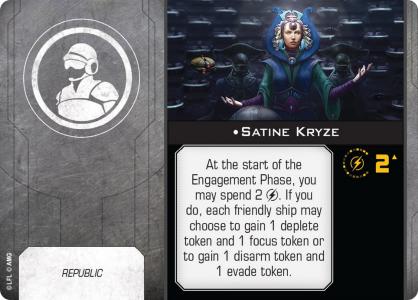 • SATINE KRYZE
2
At the start of the
Engagement Phase, you
may spend 2 . If you
do, each friendly ship may
choose to gain 1 deplete
token and 1 focus token or
to gain 1 disarm token and
1 evade token.
REPUBLIC
© LFL © AMG